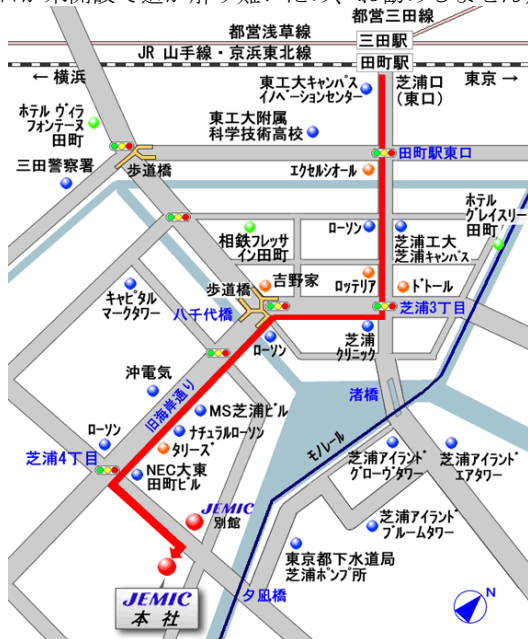 都営三田線
都営浅草線
三田駅
JR 山手線・京浜東北線
田町駅
← 横浜
東京 →
芝浦口
(東口)
東工大キャンパス
イノベーションセンター
ホテル ヴィラ
フォンテーヌ
田町
東工大附属
科学技術高校
田町駅東口
三田警察署
歩道橋
エクセルシオール
ホテル
グレイスリー
田町
相鉄フレッサ
イン田町
ローソン
芝浦工大
芝浦キャンパス
吉野家
ロッテリア
ドトール
キャピタル
マークタワー
歩道橋
八千代橋
芝浦3丁目
ローソン
芝浦
クリニック
沖電気
旧海岸通り
渚橋
MS芝浦ビル
ローソン
ナチュラルローソン
タリーズ
モノレール
芝浦4丁目
芝浦アイランド
グローヴタワー
芝浦アイランド
エアタワー
NEC大東
田町ビル
JEMIC
別館
芝浦アイランド
ブルームタワー
東京都下水道局
芝浦ポンプ所
夕凪橋
JEMIC
本 社
N